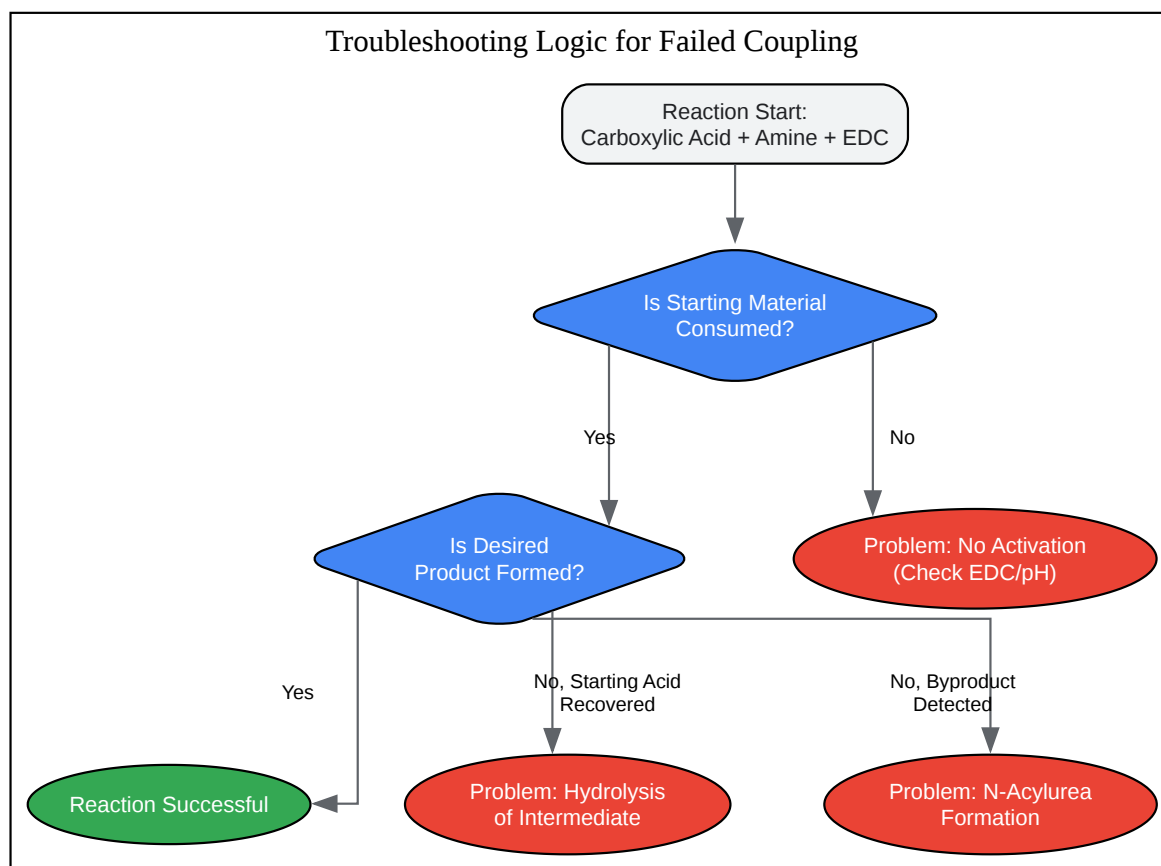 Troubleshooting Logic for Failed Coupling
Reaction Start:
Carboxylic Acid + Amine + EDC
Is Starting Material
Consumed?
Yes
No
Is Desired
Product Formed?
Problem: No Activation
(Check EDC/pH)
Yes
No, Starting Acid
Recovered
No, Byproduct
Detected
Reaction Successful
Problem: Hydrolysis
of Intermediate
Problem: N-Acylurea
Formation